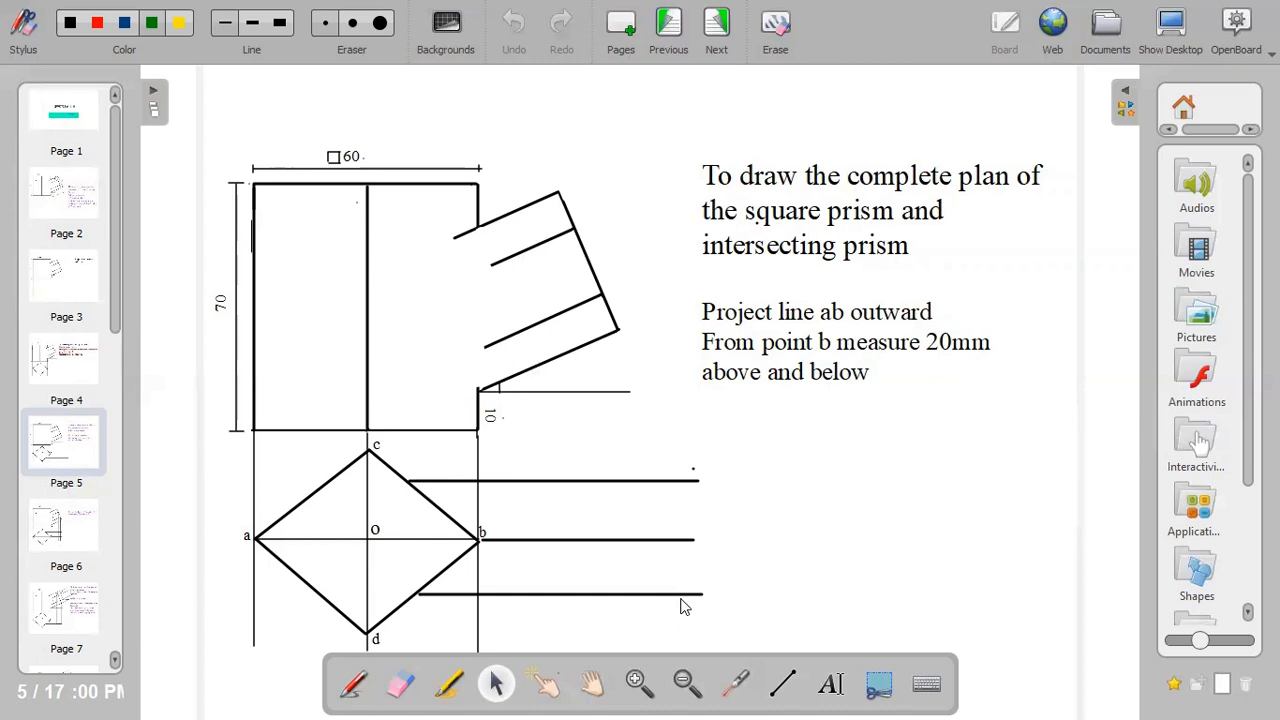 Stylus
Color
Line
Eraser
Backgrounds
Undo
Redo
Pages
Previous
Next
Erase
Board
Web
Documents
Show Desktop
OpenBoard
Page 1
Page 2
Page 3
Page 4
Page 5
Page 6
Page 7
5 / 17 :00 PM
60
70
10
c
a
O
b
d
To draw the complete plan of
the square prism and
intersecting prism
Project line ab outward
From point b measure 20mm
above and below
Audios
Movies
Pictures
Animations
Interactivi...
Applicati...
Shapes
A